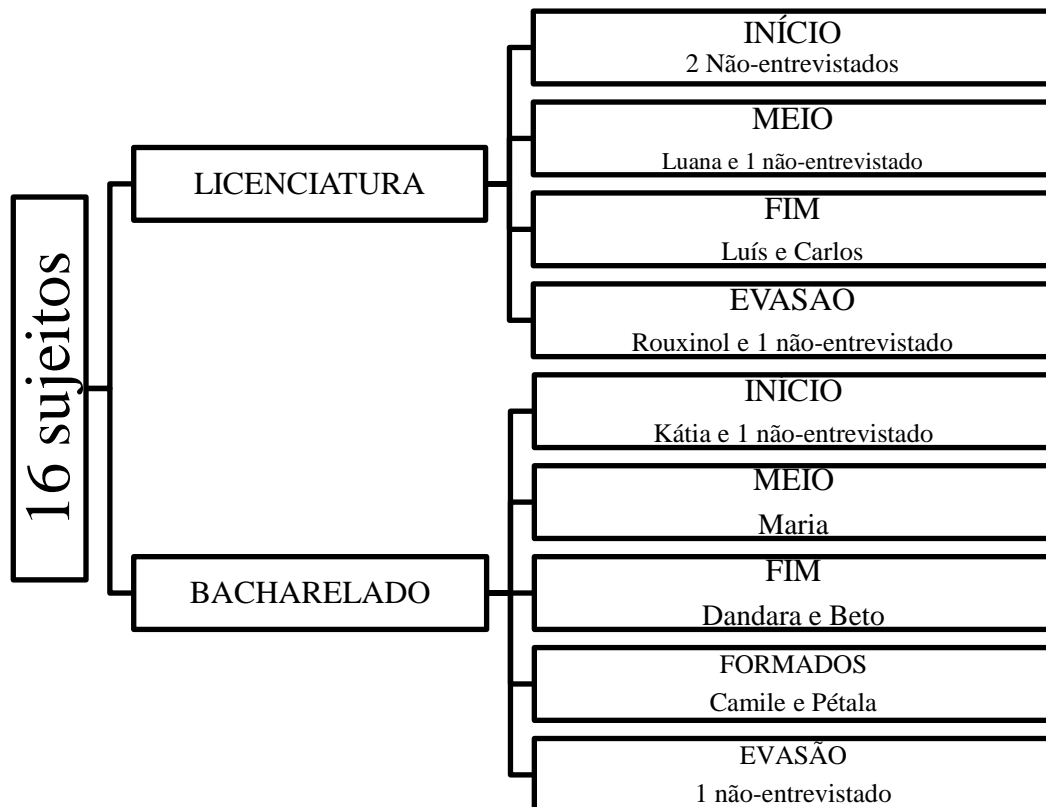 16 sujeitos
LICENCIATURA
INÍCIO
2 Não-entrevistados
MEIO
Luana e 1 não-entrevistado
FIM
Luís e Carlos
EVASAO
Rouxinol e 1 não-entrevistado
BACHARELADO
INÍCIO
Kátia e 1 não-entrevistado
MEIO
Maria
FIM
Dandara e Beto
FORMADOS
Camile e Pétala
EVASÃO
1 não-entrevistado